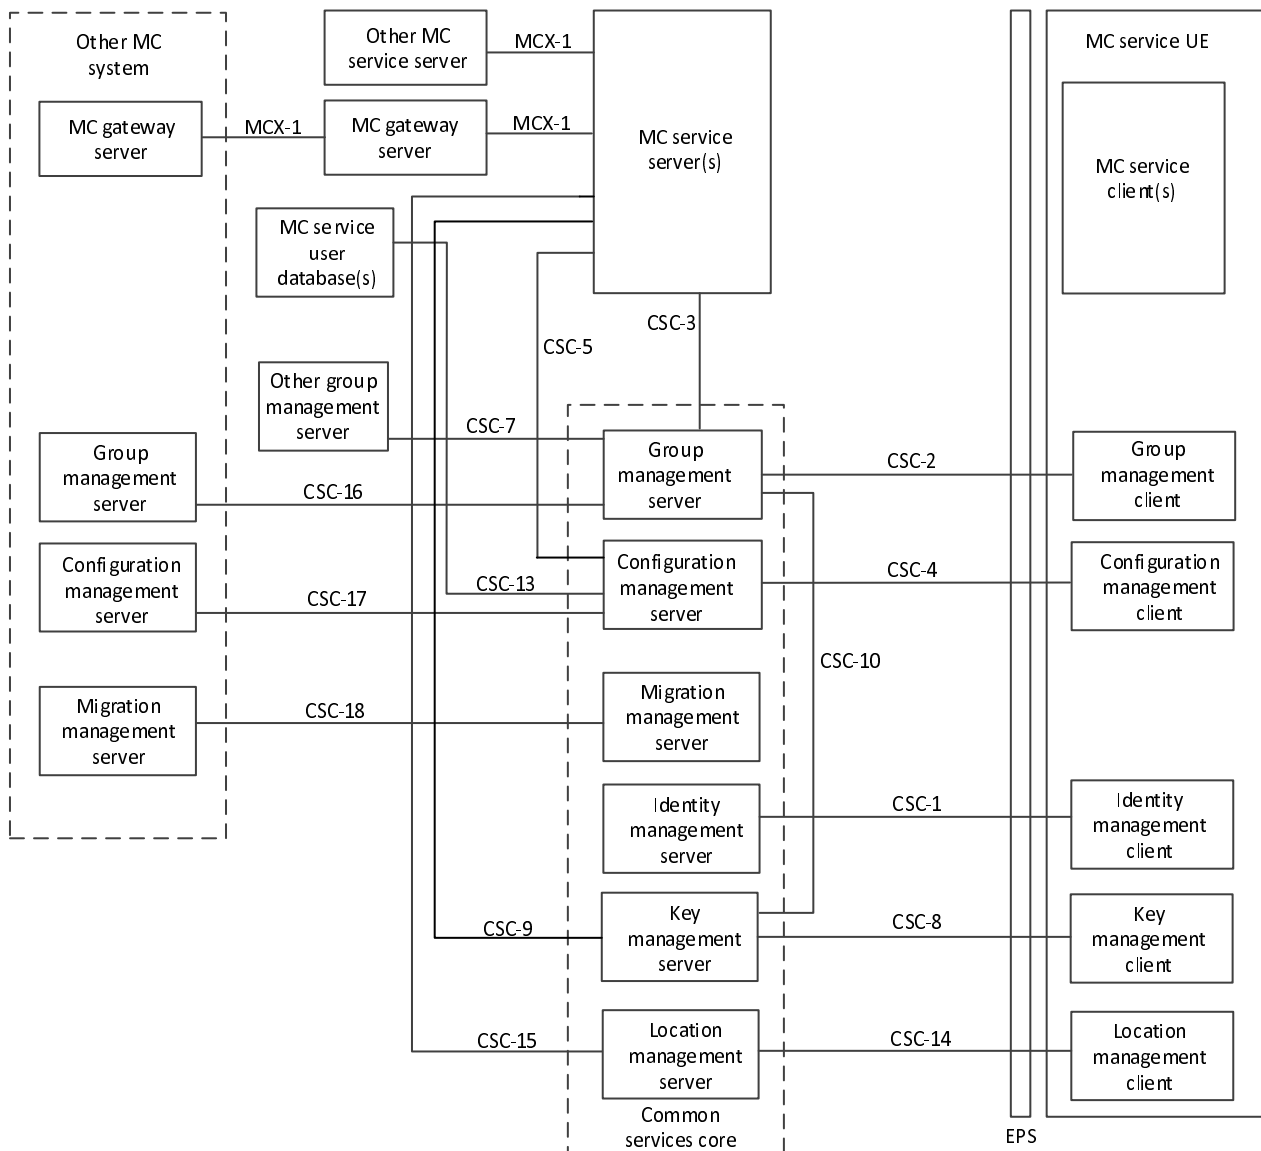 Other MC
system
MC gateway
server
MCX-1
Other MC
service server
MCX-1
MC gateway
server
MCX-1
MC service
server(s)
MC service UE
MC service
client(s)
MC service
user
database(s)
CSC-3
CSC-5
Other group
management
server
CSC-7
Group
management
server
CSC-16
Group
management
server
CSC-2
Group
management
client
Configuration
management
server
CSC-13
CSC-17
Configuration
management
server
CSC-4
Configuration
management
client
CSC-10
Migration
management
server
CSC-18
Migration
management
server
Identity
management
server
CSC-1
Identity
management
client
CSC-9
Key
management
server
CSC-8
Key
management
client
CSC-15
Location
management
server
CSC-14
Location
management
client
Common
services core
EPS